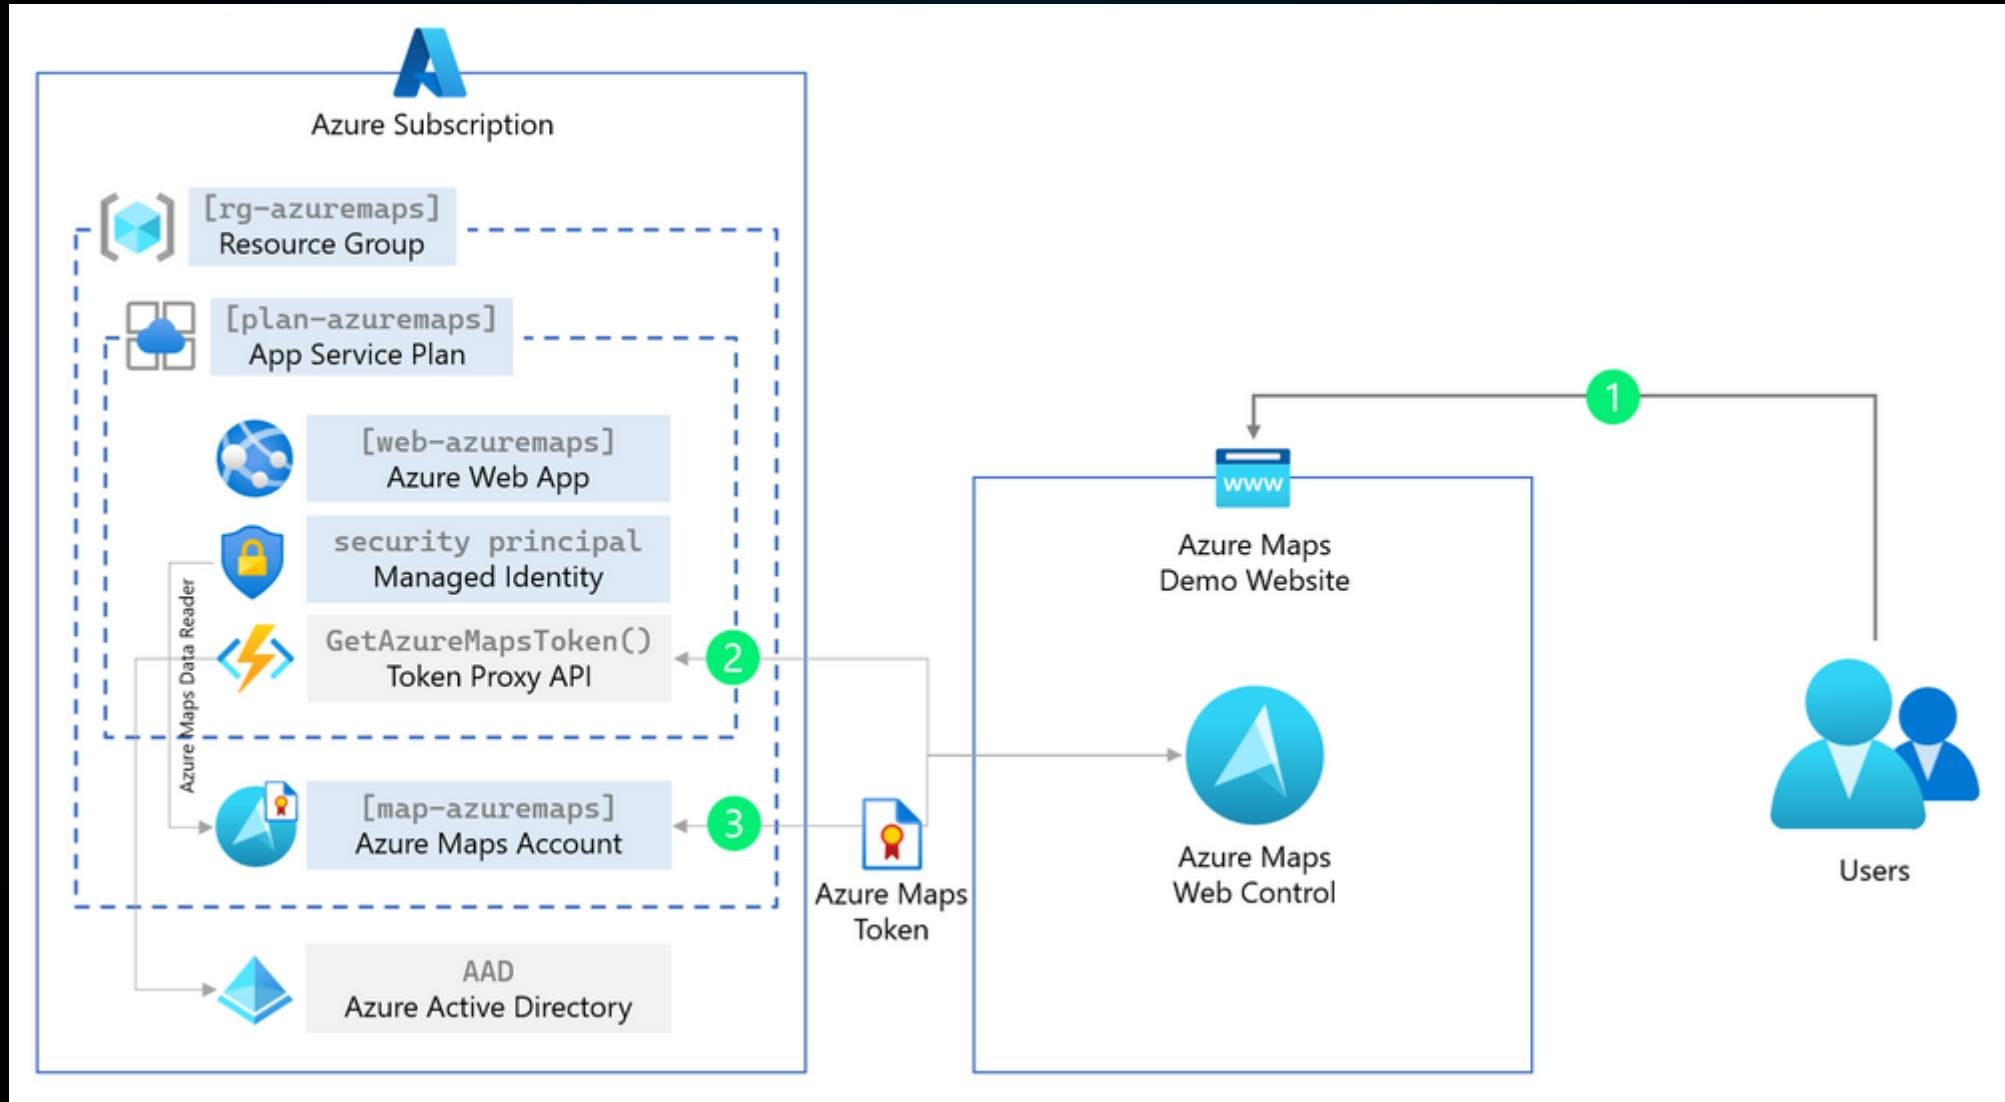 Azure Subscription
[rg-azuremaps]
Resource Group
[plan-azuremaps]
App Service Plan
[web-azuremaps]
Azure Web App
security principal
Managed Identity
GetAzureMapsToken()
Token Proxy API
Azure Maps Data Reader
[map-azuremaps]
Azure Maps Account
AAD
Azure Active Directory
2
3
Azure Maps
Token
1
www
Azure Maps
Demo Website
Azure Maps
Web Control
Users